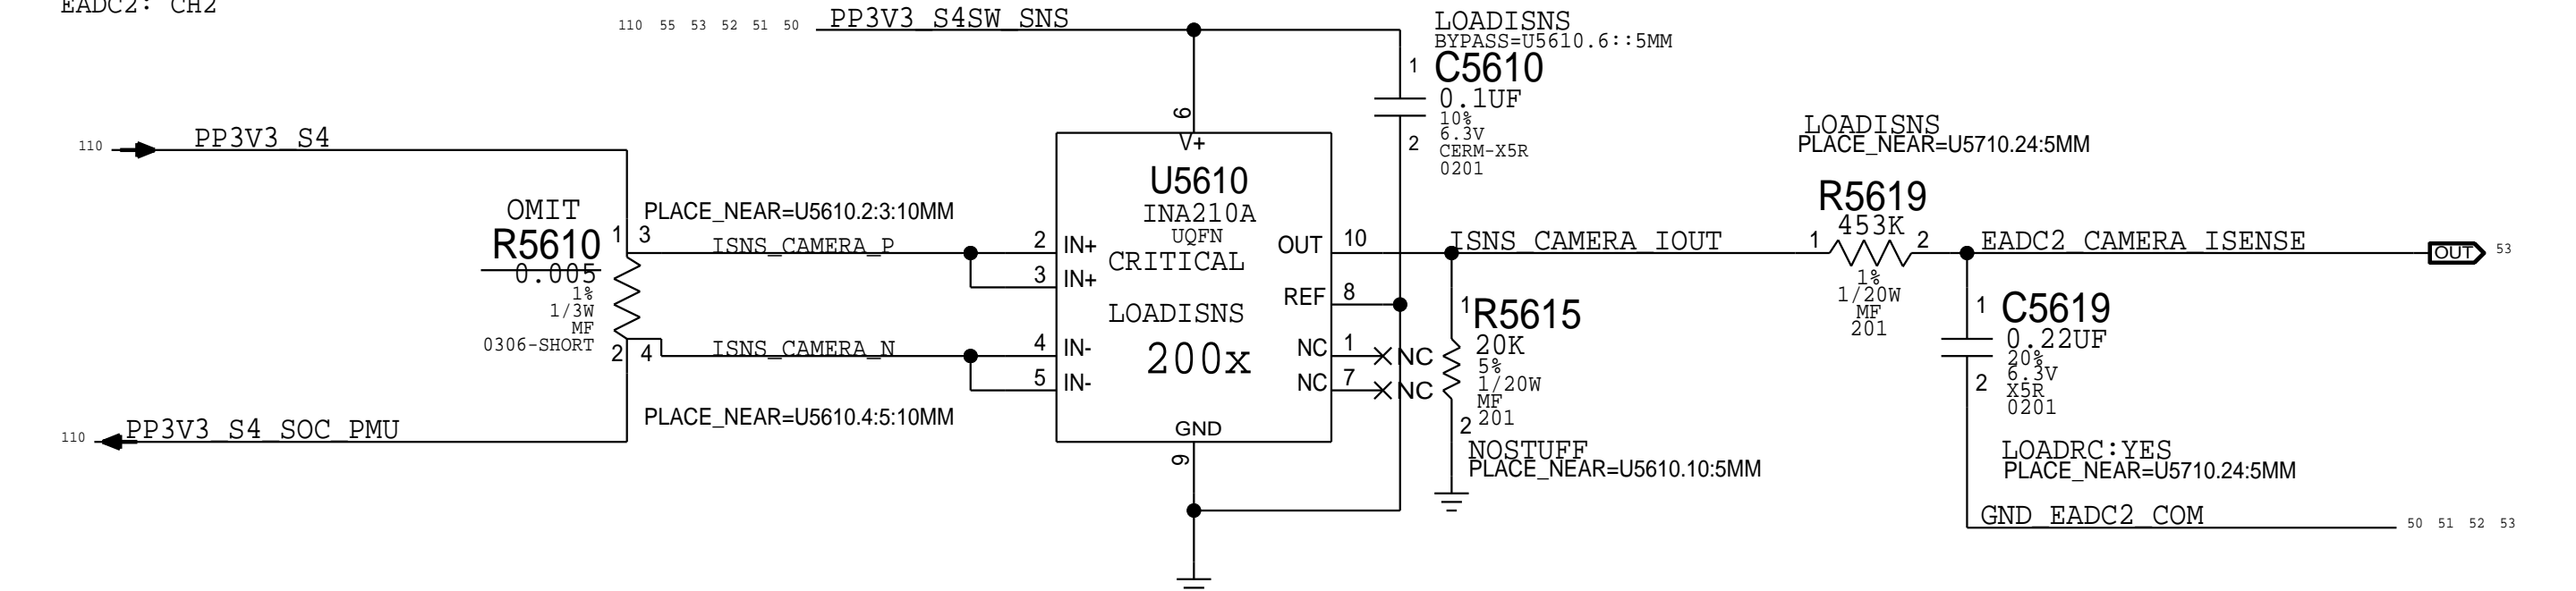 EADC2: CH2
110 55 53 52 51 50 PP3V3_S4SW_SNS
LOADISNS
BYPASS=U5610.6::5MM
1 C5610
0.1UF
10%
6.3V
2 CERM-X5R
0201
110 PP3V3_S4
OMIT
R5610
0.005
1%
1/3W
MF
0306-SHORT
1 3
2 4
PLACE_NEAR=U5610.2:3:10MM
ISNS_CAMERA_P
ISNS_CAMERA_N
PLACE_NEAR=U5610.4:5:10MM
110 PP3V3_S4_SOC_PMU
6
V+
U5610
INA210A
UQFN
CRITICAL
LOADISNS
200x
2 IN+
3 IN+
4 IN-
5 IN-
OUT 10
REF 8
NC 1 NC
NC 7 NC
GND
9
ISNS_CAMERA_IOUT
1 R5615
20K
5%
1/20W
MF
201
2
NOSTUFF
PLACE_NEAR=U5610.10:5MM
LOADISNS
PLACE_NEAR=U5710.24:5MM
R5619
453K
1 2
1%
1/20W
MF
201
EADC2_CAMERA_ISENSE
OUT 53
1 C5619
0.22UF
20%
6.3V
2 X5R
0201
LOADRC:YES
PLACE_NEAR=U5710.24:5MM
GND_EADC2_COM 50 51 52 53